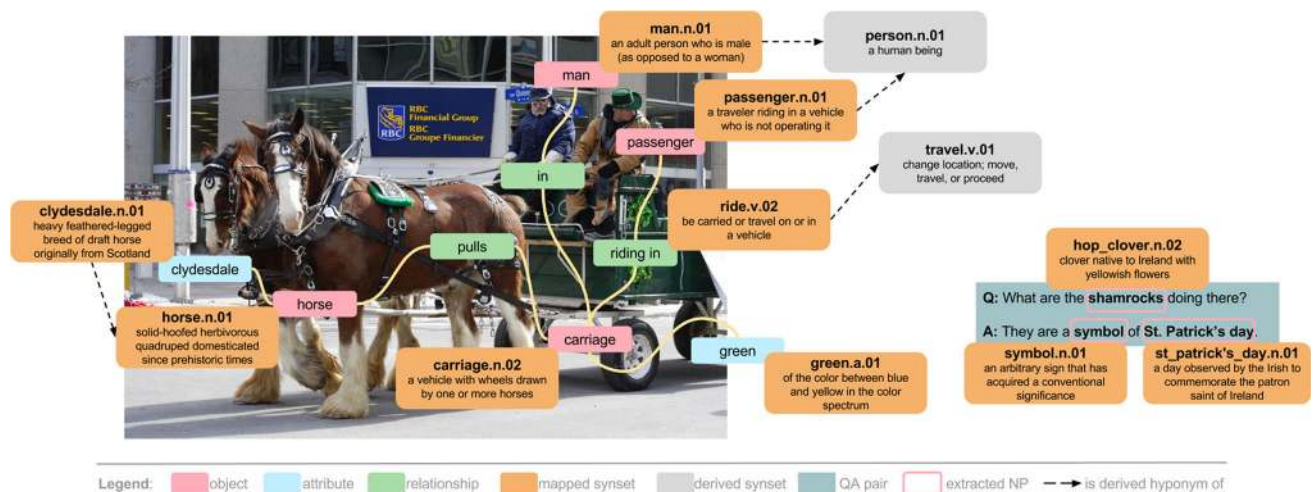 man.n.01
an adult person who is male
(as opposed to a woman)
person.n.01
a human being
man
RBC
Financial Group
RBC
Groupe Financier
RBC
passenger.n.01
a traveler riding in a vehicle
who is not operating it
passenger
travel.v.01
change location; move,
travel, or proceed
in
clydesdale.n.01
heavy feathered-legged
breed of draft horse
originally from Scotland
ride.v.02
be carried or travel on or in
a vehicle
pulls
riding in
hop_clover.n.02
clover native to Ireland with
yellowish flowers
clydesdale
horse
Q: What are the shamrocks doing there?
A: They are a symbol of St. Patrick's day.
horse.n.01
solid-hoofed herbivorous
quadruped domesticated
since prehistoric times
carriage
green
carriage.n.02
a vehicle with wheels drawn
by one or more horses
green.a.01
of the color between blue
and yellow in the color
spectrum
symbol.n.01
an arbitrary sign that has
acquired a conventional
significance
st_patrick's_day.n.01
a day observed by the Irish to
commemorate the patron
saint of Ireland
Legend: object attribute relationship mapped synset derived synset QA pair extracted NP is derived hyponym of